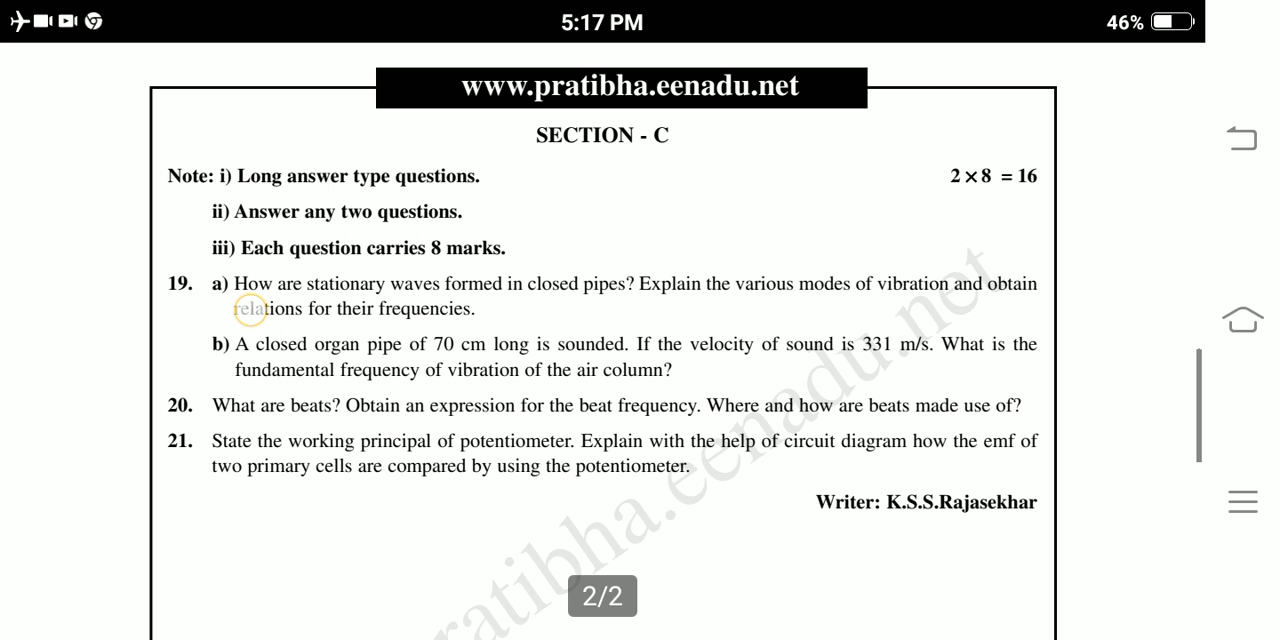 5:17 PM
46%
www.pratibha.eenadu.net
SECTION - C
Note: i) Long answer type questions. 2 × 8 = 16
ii) Answer any two questions.
iii) Each question carries 8 marks.
19. a) How are stationary waves formed in closed pipes? Explain the various modes of vibration and obtain
relations for their frequencies.
b) A closed organ pipe of 70 cm long is sounded. If the velocity of sound is 331 m/s. What is the
fundamental frequency of vibration of the air column?
20. What are beats? Obtain an expression for the beat frequency. Where and how are beats made use of?
21. State the working principal of potentiometer. Explain with the help of circuit diagram how the emf of
two primary cells are compared by using the potentiometer.
Writer: K.S.S.Rajasekhar
ratibha.eenadu.net
2/2